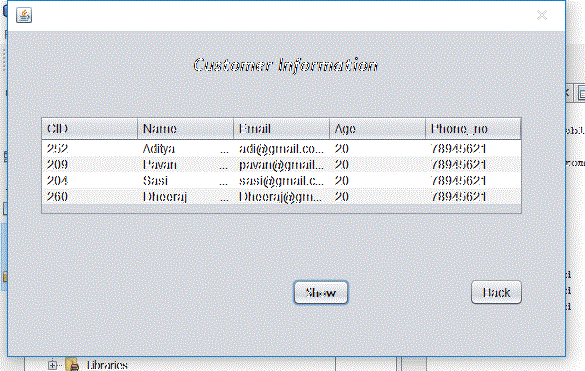 Customer Information
CID Name Email Age Phone_no
252 Aditya ... adi@gmail.co... 20 78945621
209 Pavan ... pavan@gmail... 20 78945621
204 Sasi ... sasi@gmail.c... 20 78945621
260 Dheeraj ... Dheeraj@gm... 20 78945621
Show Back
Libraries